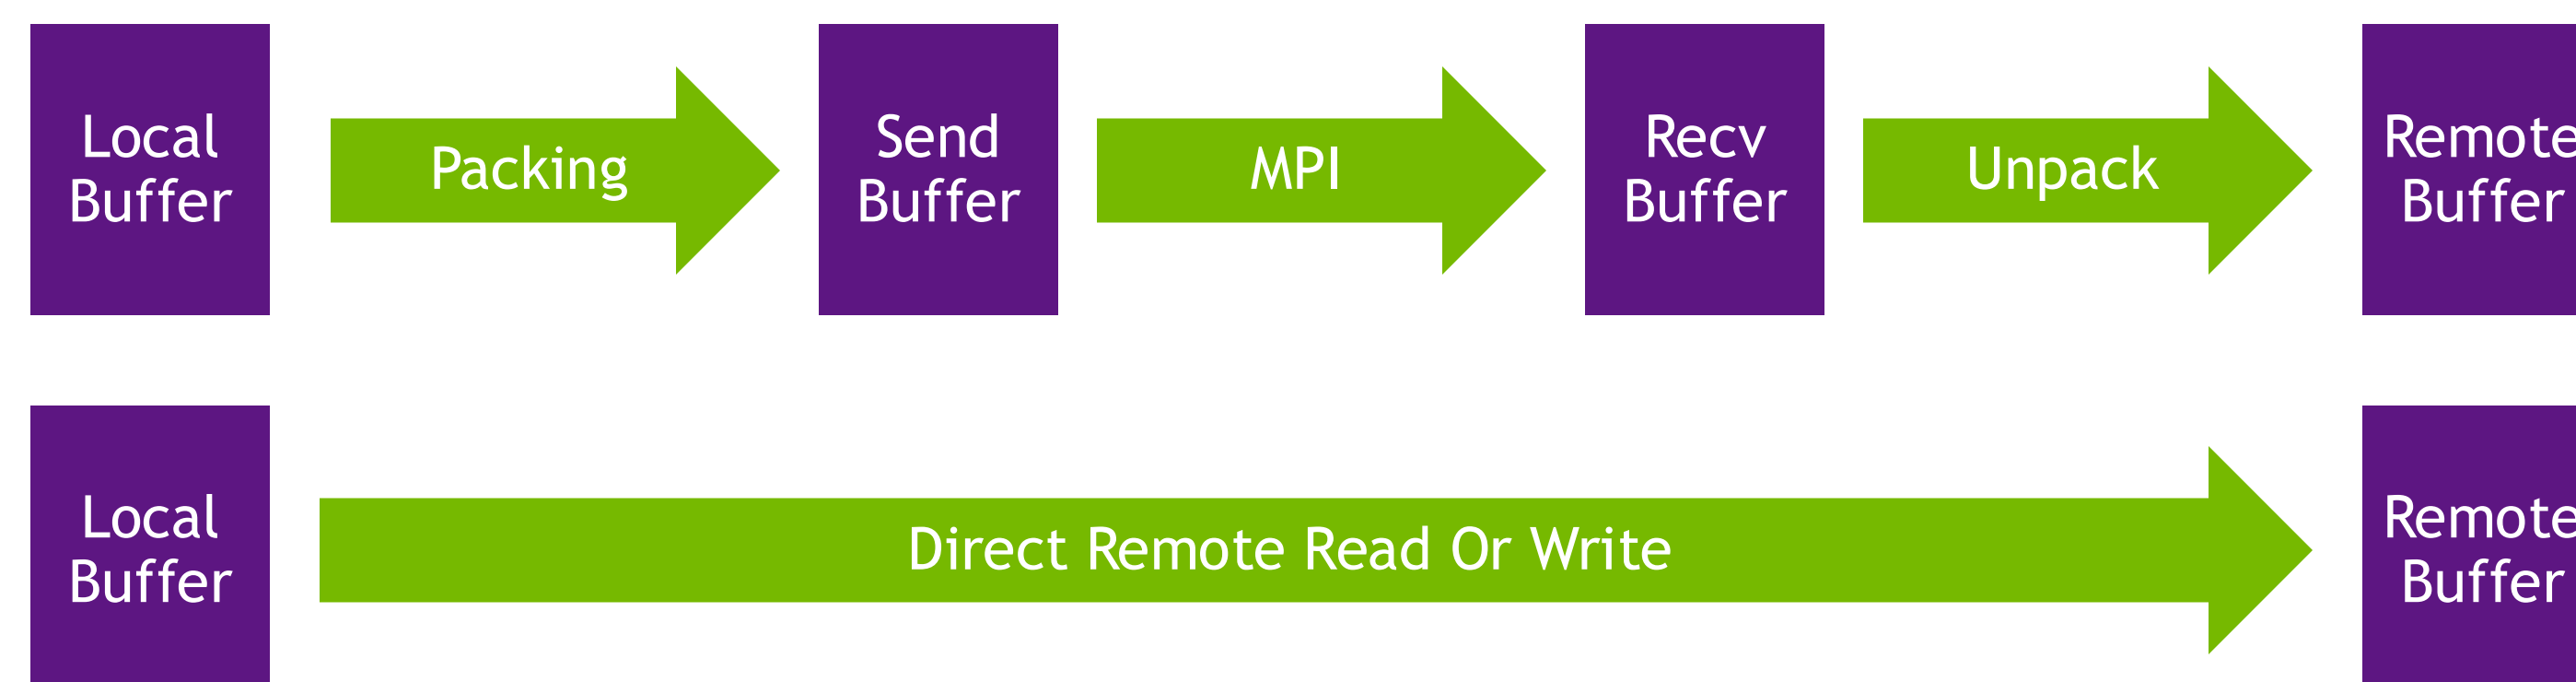 Local
Buffer
Packing
Send
Buffer
MPI
Recv
Buffer
Unpack
Remote
Buffer
Local
Buffer
Direct Remote Read Or Write
Remote
Buffer